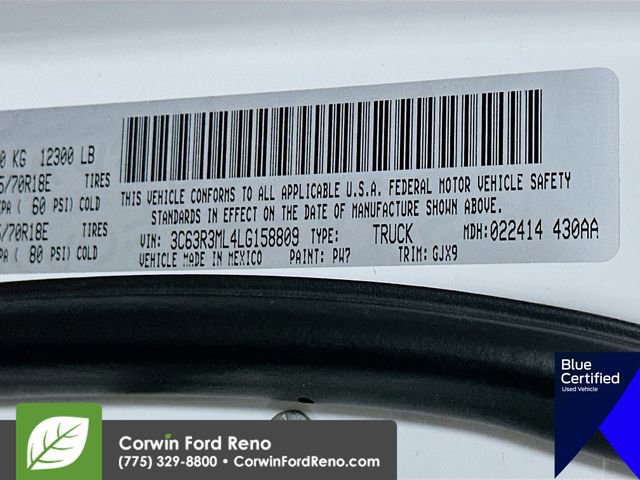 0 KG 12300 LB
5/70R18E TIRES
PA ( 60 PSI) COLD
5/70R18E TIRES
PA ( 80 PSI) COLD
THIS VEHICLE CONFORMS TO ALL APPLICABLE U.S.A. FEDERAL MOTOR VEHICLE SAFETY
STANDARDS IN EFFECT ON THE DATE OF MANUFACTURE SHOWN ABOVE.
VIN: 3C63R3ML4LG158809 TYPE: TRUCK MDH: 022414 430AA
VEHICLE MADE IN MEXICO PAINT: PW7 TRIM: GJX9
Blue
Certified
Used Vehicle
Corwin Ford Reno
(775) 329-8800 • CorwinFordReno.com